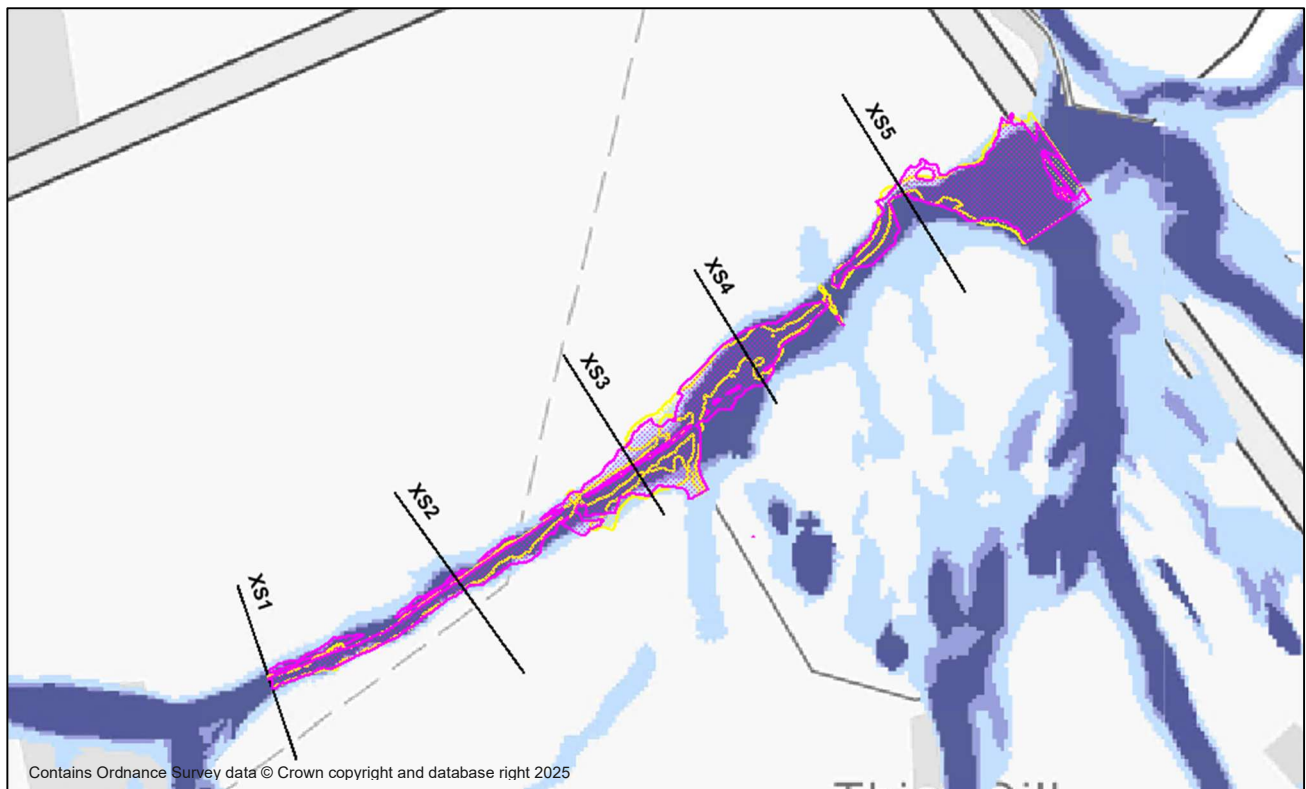 XS5
XS4
XS3
XS2
XS1
Contains Ordnance Survey data © Crown copyright and database right 2025